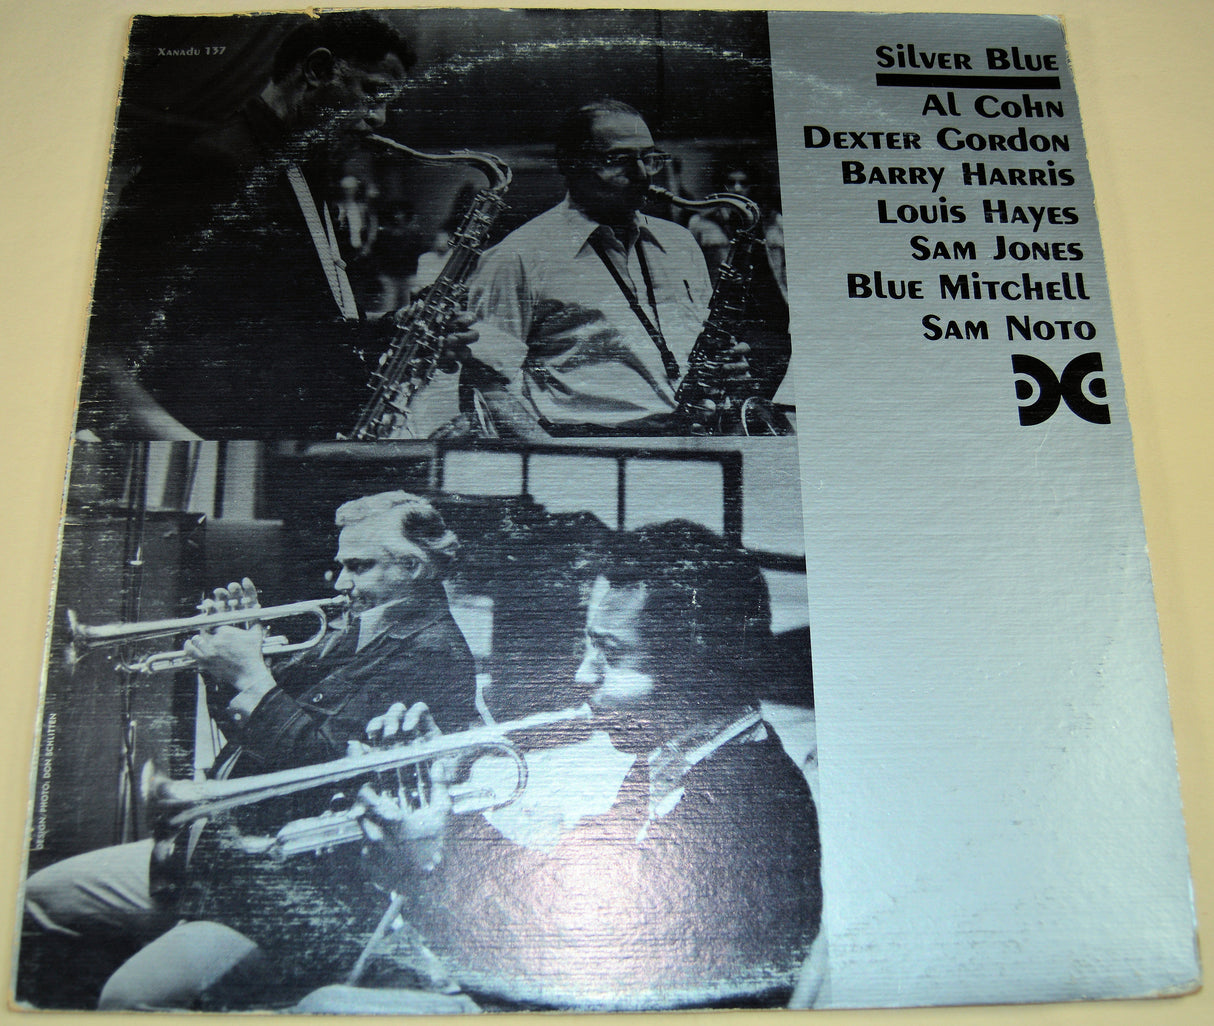 Xanadu 137
Silver Blue
Al Cohn
Dexter Gordon
Barry Harris
Louis Hayes
Sam Jones
Blue Mitchell
Sam Noto
DESIGN/PHOTO: DON SCHLITTEN